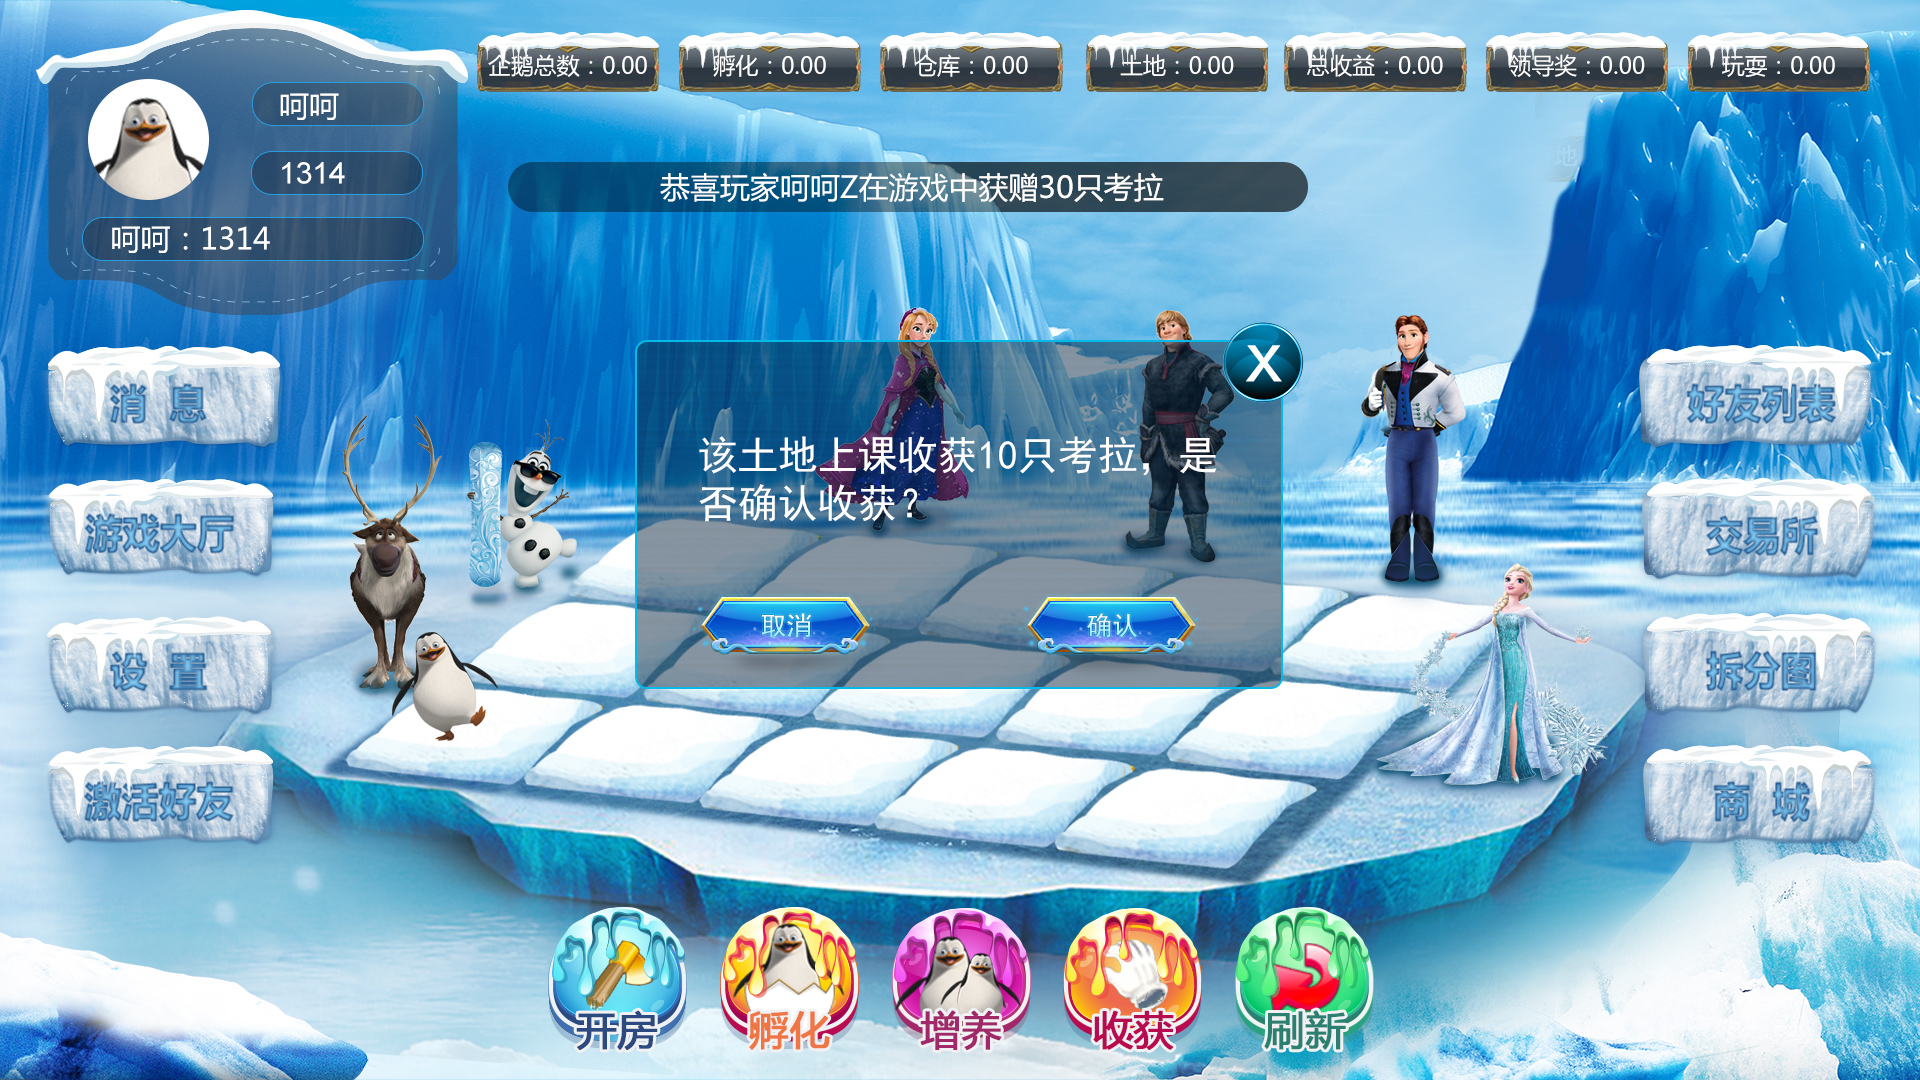 企鹅总数：0.00
孵化：0.00
仓库：0.00
土地：0.00
总收益：0.00
领导奖：0.00
玩耍：0.00
呵呵
1314
呵呵：1314
恭喜玩家呵呵Z在游戏中获赠30只考拉
地
消 息
游戏大厅
设 置
激活好友
该土地上课收获10只考拉，是
否确认收获？
取消
确认
X
好友列表
交易所
拆分图
商 城
开房
孵化
增养
收获
刷新